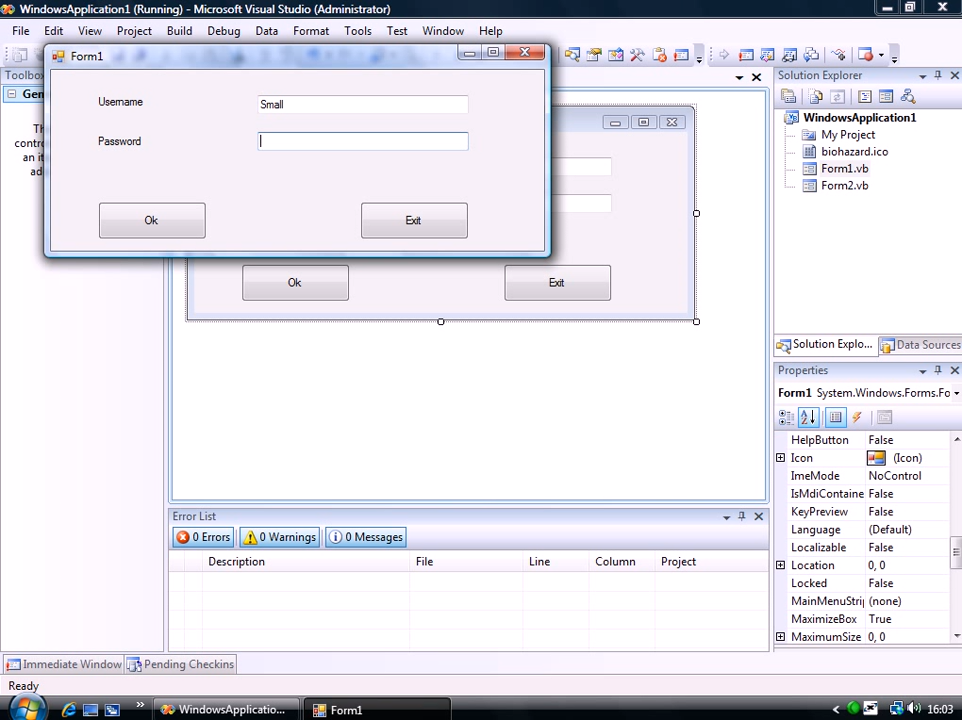 WindowsApplication1 (Running) - Microsoft Visual Studio (Administrator)
File Edit View Project Build Debug Data Format Tools Test Window Help
Toolbox
Gen
Form1
Username
Small
Password
Ok
Exit
Ok
Exit
Solution Explorer
WindowsApplication1
My Project
biohazard.ico
Form1.vb
Form2.vb
Solution Explo...
Data Sources
Properties
Form1 System.Windows.Forms.Fo
HelpButton False
Icon (Icon)
ImeMode NoControl
IsMdiContaine False
KeyPreview False
Language (Default)
Localizable False
Location 0, 0
Locked False
MainMenuStrip (none)
MaximizeBox True
MaximumSize 0, 0
Error List
0 Errors
0 Warnings
0 Messages
Description File Line Column Project
Immediate Window
Pending Checkins
Ready
WindowsApplicatio...
Form1
16:03